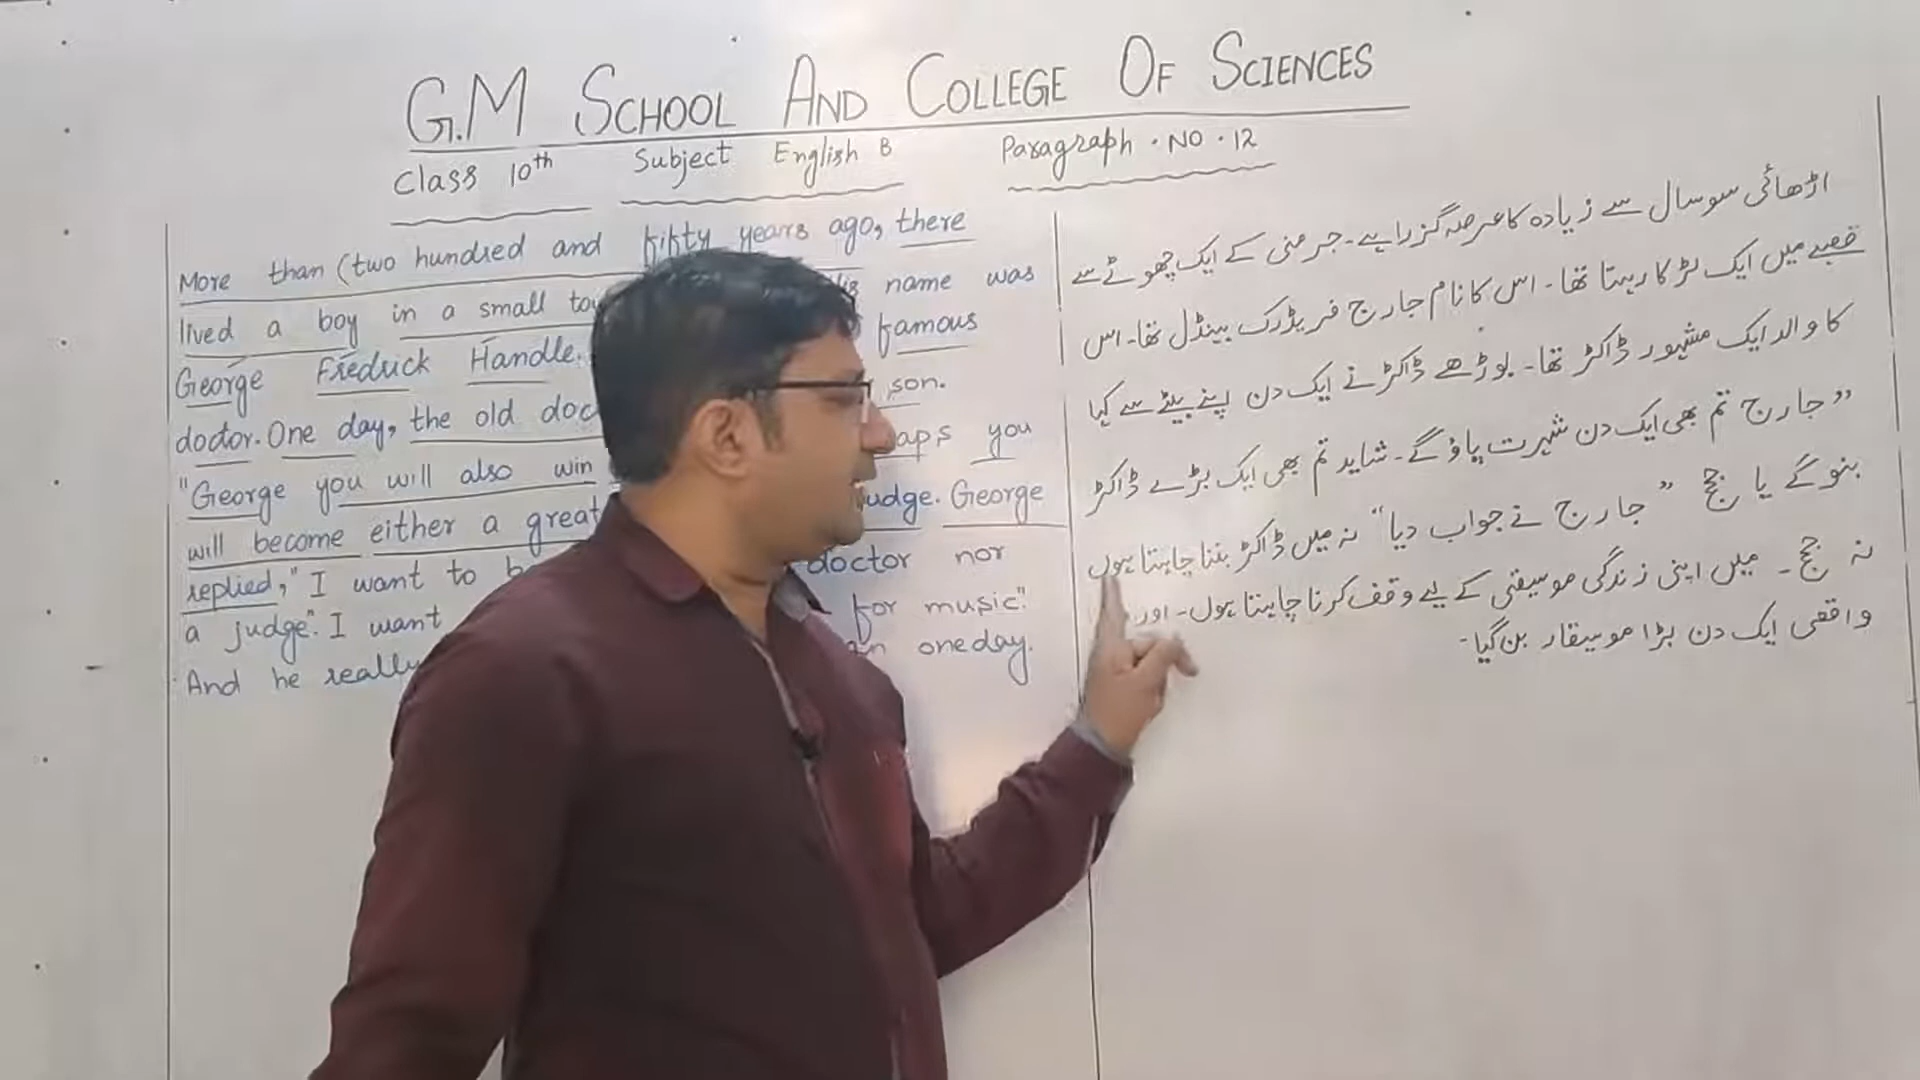 G.M SCHOOL AND COLLEGE OF SCIENCES
Class 10th Subject English B Paragraph . NO . 12
More than (two hundred and fifty years ago, there
lived a boy in a small name was
George Fredrick Handle. famous
doctor. One day, the old son.
"George you will also win you
will become either a great George
replied," I want to doctor nor
a judge". I want for music".
And he really oneday.
اڑھائی سو سال سے زیادہ کا عرصہ گزرا ہے۔ جرمنی کے ایک چھوٹے سے
قصبے میں ایک لڑکا رہتا تھا۔ اس کا نام جارج فریڈرک ہینڈل تھا۔ اس
کا والد ایک مشہور ڈاکٹر تھا۔ بوڑھے ڈاکٹر نے ایک دن اپنے بیٹے سے کہا
"جارج تم بھی ایک دن شہرت پاؤ گے۔ شاید تم بھی ایک بڑے ڈاکٹر
بنو گے یا جج " جارج نے جواب دیا" نہ میں ڈاکٹر بننا چاہتا ہوں
نہ جج ۔ میں اپنی زندگی موسیقی کے لیے وقف کرنا چاہتا ہوں۔ اور
واقعی ایک دن بڑا موسیقار بن گیا۔